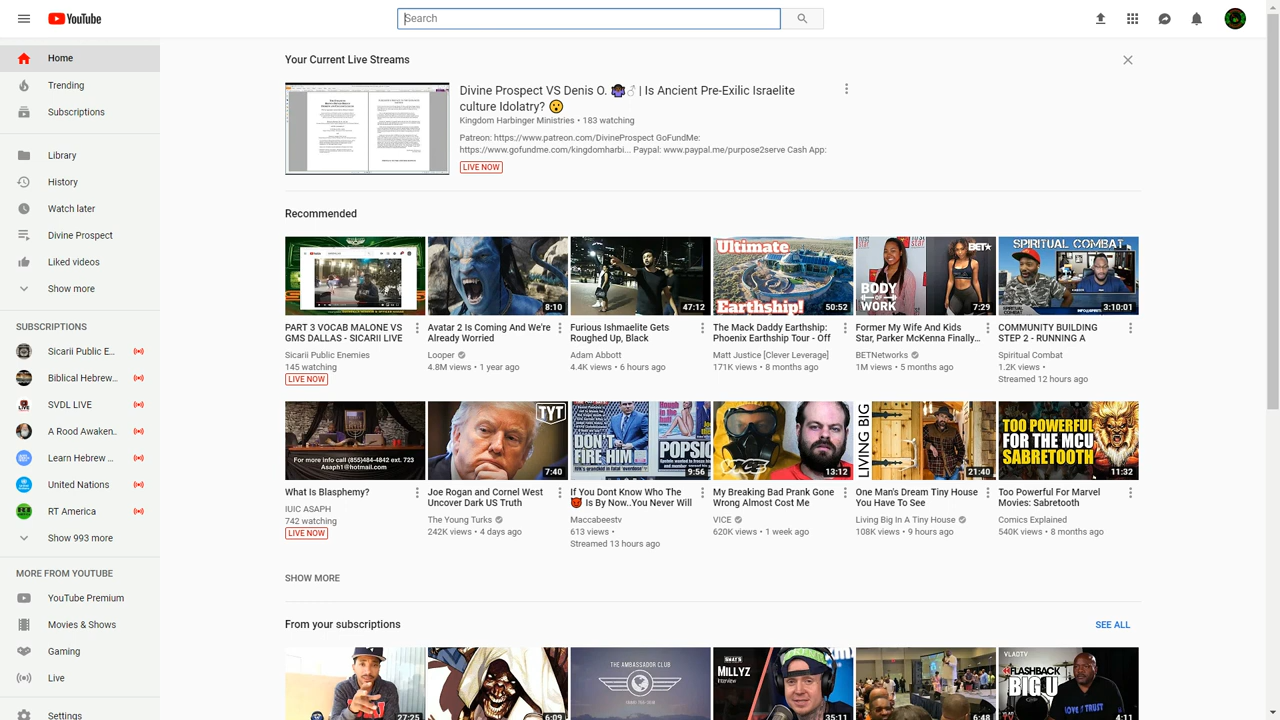 YouTube
Search
Home
Trending
Subscriptions
Library
History
Watch later
Divine Prospect
Liked videos
Show more
SUBSCRIPTIONS
Sicarii Public E...
Biblical Hebrew...
SVDL LIVE
A Rood Awaken..
Learn Hebrew ...
United Nations
RT America
Show 993 more
MORE FROM YOUTUBE
YouTube Premium
Movies & Shows
Gaming
Live
Settings
Your Current Live Streams
Divine Prospect VS Denis O. 🤷🏿♂ | Is Ancient Pre-Exilic Israelite
culture Idolatry? 😮
Kingdom Harbinger Ministries • 183 watching
Patreon: https://www.patreon.com/DivineProspect GoFundMe:
https://www.gofundme.com/kingdomharbi... Paypal: www.paypal.me/purpose2serve Cash App:
LIVE NOW
Recommended
PART 3 VOCAB MALONE VS
GMS DALLAS - SICARII LIVE
Sicarii Public Enemies
145 watching
LIVE NOW
8:10
Avatar 2 Is Coming And We're
Already Worried
Looper
4.8M views • 1 year ago
47:12
Furious Ishmaelite Gets
Roughed Up, Black
Adam Abbott
4.4K views • 6 hours ago
Ultimate
Earthship!
50:52
The Mack Daddy Earthship:
Phoenix Earthship Tour - Off
Matt Justice [Clever Leverage]
171K views • 8 months ago
BET★
BODY
OF
WORK
7:29
Former My Wife And Kids
Star, Parker McKenna Finally...
BETNetworks
1M views • 5 months ago
SPIRITUAL COMBAT
3:10:01
COMMUNITY BUILDING
STEP 2 - RUNNING A
Spiritual Combat
1.2K views •
Streamed 12 hours ago
For more info call (855)484-4842 ext. 723
Asaph1@hotmail.com
What Is Blasphemy?
IUIC ASAPH
742 watching
LIVE NOW
TYT
7:40
Joe Rogan and Cornel West
Uncover Dark US Truth
The Young Turks
242K views • 4 days ago
DON'T
FIRE HIM
PSYCHO
9:56
If You Dont Know Who The
👿 Is By Now..You Never Will
Maccabeestv
613 views •
Streamed 13 hours ago
13:12
My Breaking Bad Prank Gone
Wrong Almost Cost Me
VICE
620K views • 1 week ago
LIVING BIG
21:40
One Man's Dream Tiny House
You Have To See
Living Big In A Tiny House
108K views • 9 hours ago
TOO POWERFUL
FOR THE MCU
SABRETOOTH
11:32
Too Powerful For Marvel
Movies: Sabretooth
Comics Explained
540K views • 8 months ago
SHOW MORE
From your subscriptions
SEE ALL
27:25
6:09
THE AMBASSADOR CLUB
MILLYZ
Interview
35:11
6:48
VLADTV
FLASHBACK
BIG U
4:11